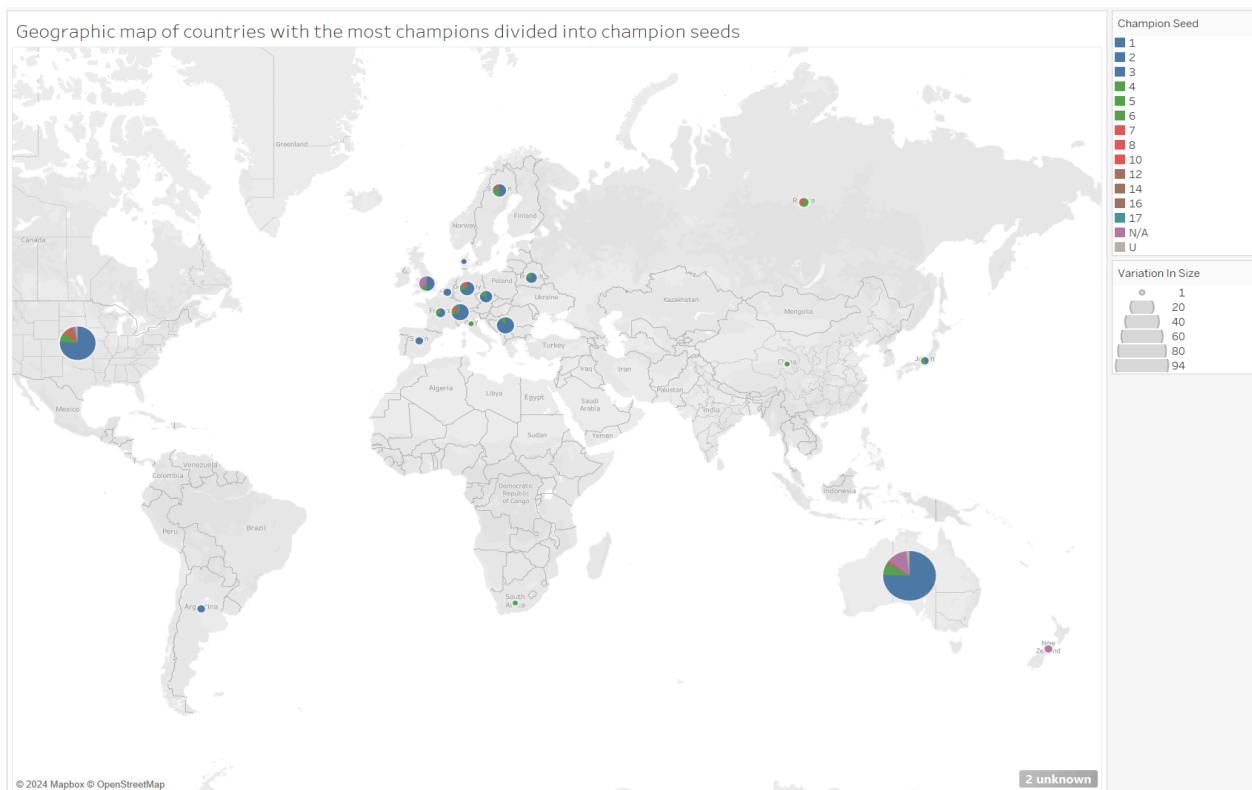 Geographic map of countries with the most champions divided into champion seeds
Champion Seed
1
2
3
4
5
6
7
8
10
12
14
16
17
N/A
U
Variation In Size
1
20
40
60
80
94
Greenland
Canada
Finland
Norway
Poland
Ukraine
Kazakhstan
Mongolia
Turkey
Iraq
Iran
Mexico
Algeria
Libya
Egypt
Saudi
Arabia
Pakistan
India
Sudan
Yemen
Venezuela
Colombia
Democratic
Republic
of Congo
Indonesia
Peru
Brazil
South
New
© 2024 Mapbox © OpenStreetMap
2 unknown